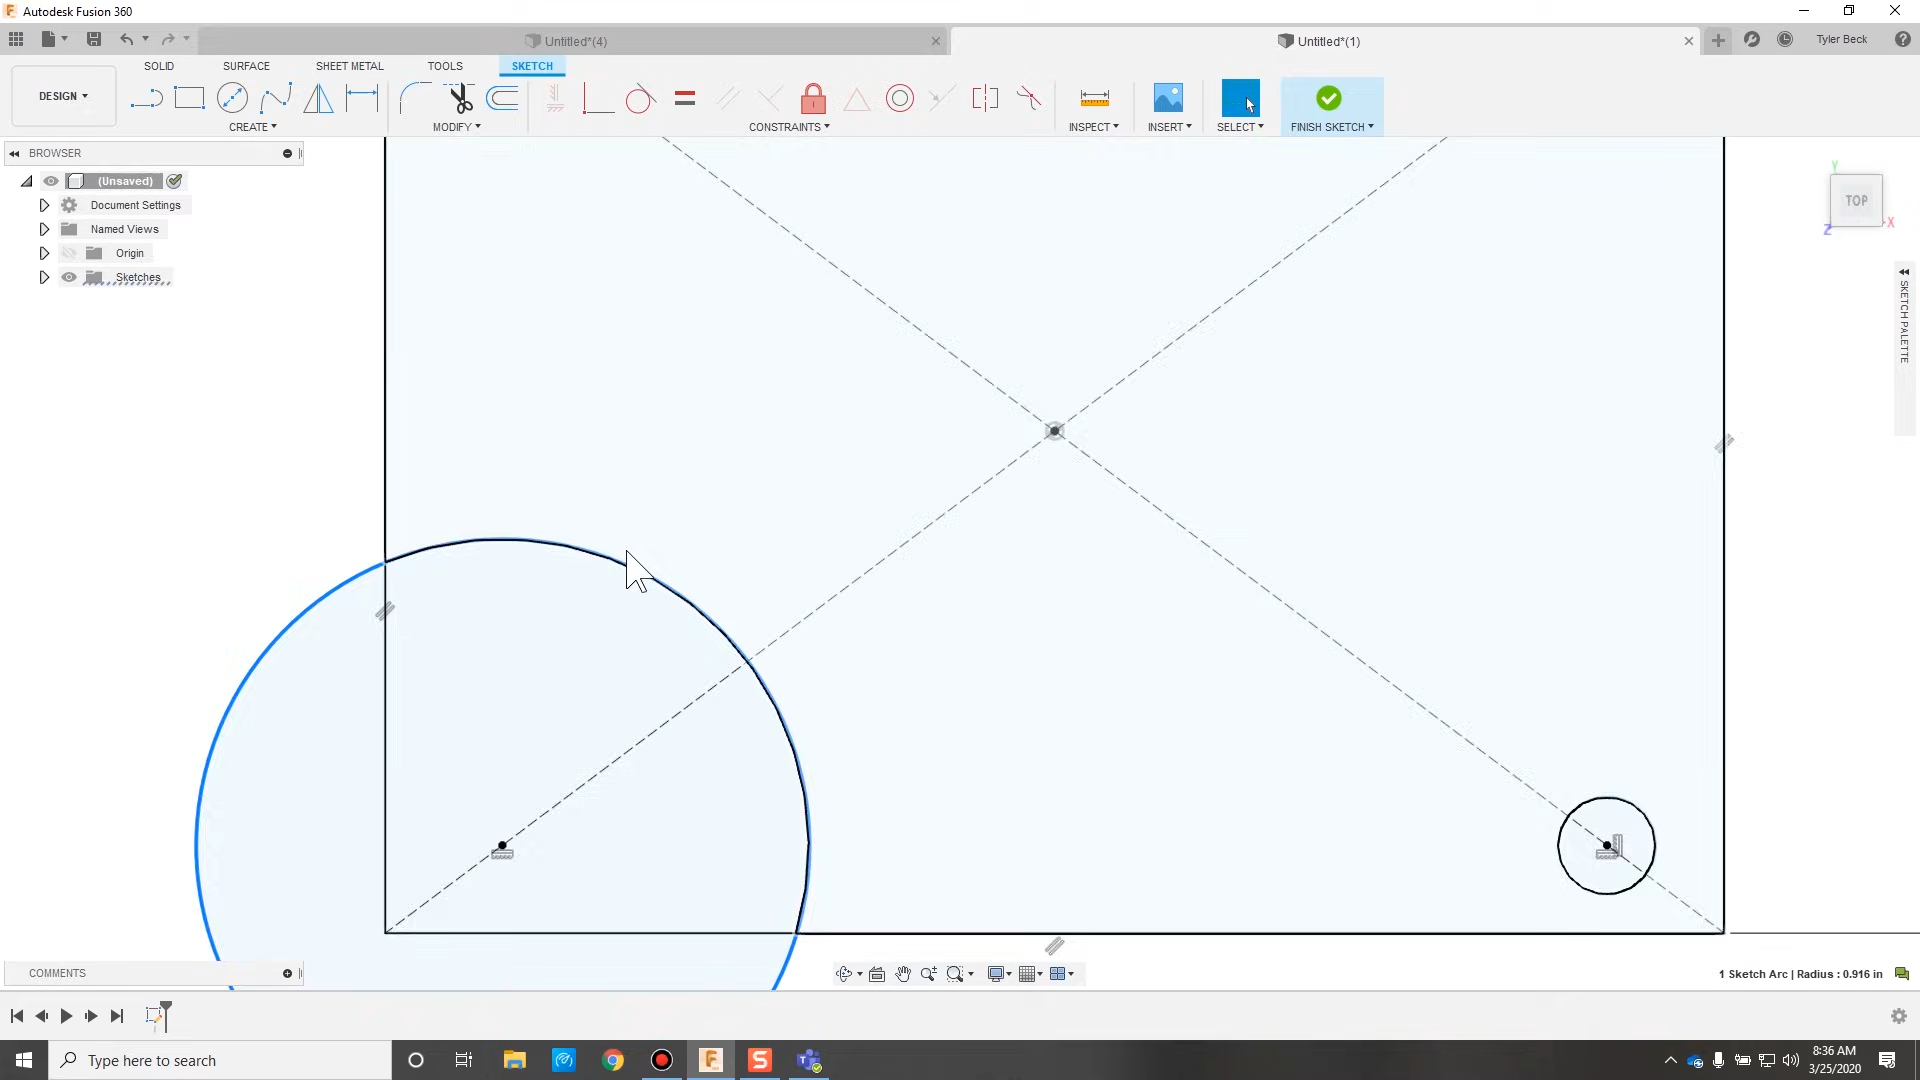 Autodesk Fusion 360
Untitled*(4)
Untitled*(1)
Tyler Beck
SOLID
SURFACE
SHEET METAL
TOOLS
SKETCH
DESIGN
CREATE
MODIFY
CONSTRAINTS
INSPECT
INSERT
SELECT
FINISH SKETCH
BROWSER
(Unsaved)
Document Settings
Named Views
Origin
Sketches
Y
TOP
X
Z
SKETCH PALETTE
COMMENTS
1 Sketch Arc | Radius : 0.916 in
Type here to search
8:36 AM
3/25/2020